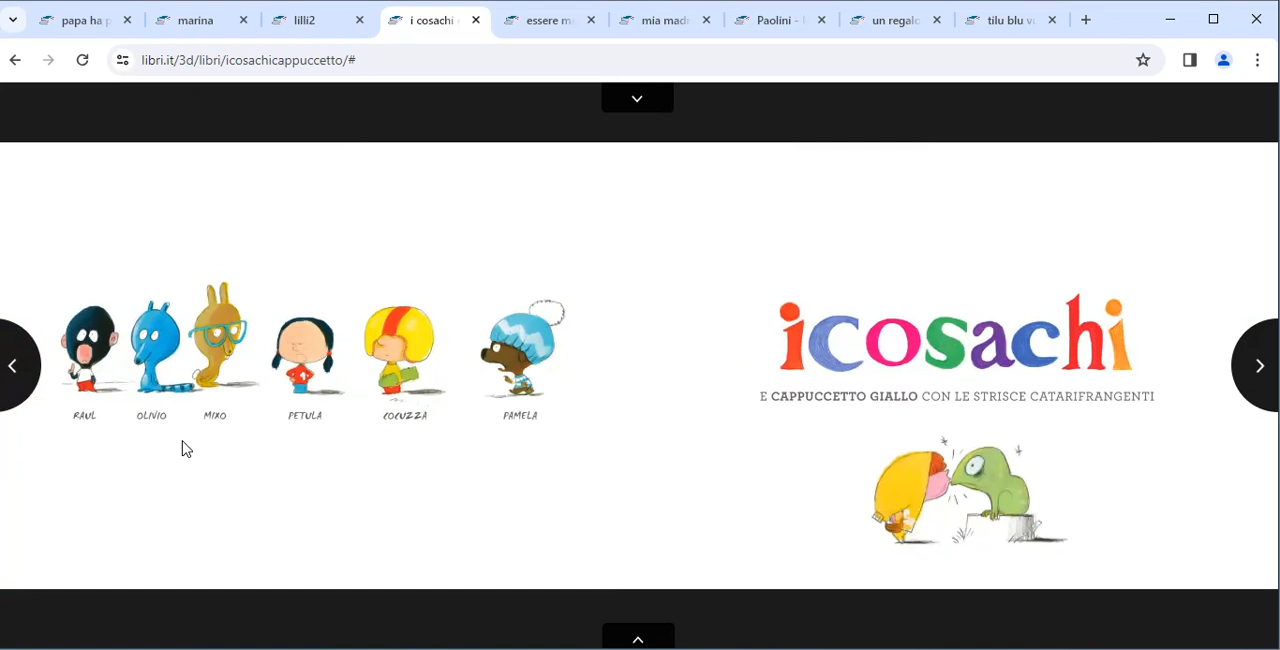 papa ha p
marina
lilli2
i cosachi
essere ma
mia madr
Paolini -
un regalo
tilu blu v
libri.it/3d/libri/icosachicappuccetto/#
RAUL OLIVIO MIXO PETULA COCUZZA PAMELA
icosachi
E CAPPUCCETTO GIALLO CON LE STRISCE CATARIFRANGENTI